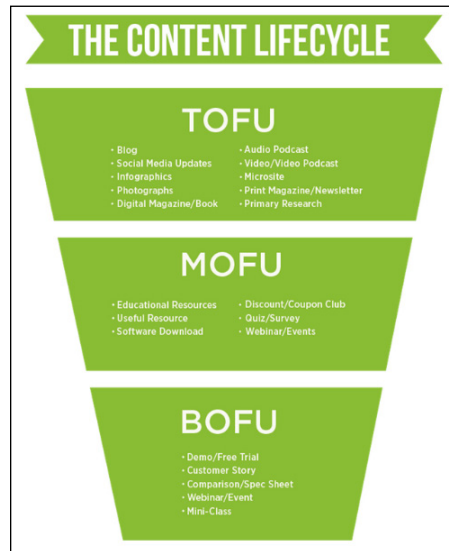 THE CONTENT LIFECYCLE
TOFU
• Blog
• Social Media Updates
• Infographics
• Photographs
• Digital Magazine/Book
• Audio Podcast
• Video/Video Podcast
• Microsite
• Print Magazine/Newsletter
• Primary Research
MOFU
• Educational Resources
• Useful Resource
• Software Download
• Discount/Coupon Club
• Quiz/Survey
• Webinar/Events
BOFU
• Demo/Free Trial
• Customer Story
• Comparison/Spec Sheet
• Webinar/Event
• Mini-Class